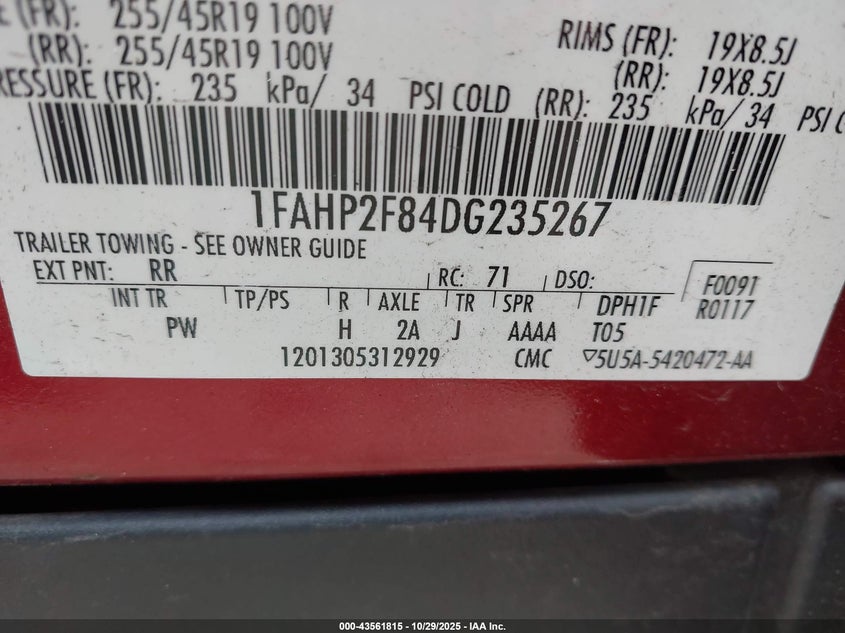 E (FR): 255/45R19 100V RIMS (FR): 19X8.5J
(RR): 255/45R19 100V (RR): 19X8.5J
RESSURE (FR): 235 kPa/ 34 PSI COLD (RR): 235 kPa/ 34 PSI C
1FAHP2F84DG235267
TRAILER TOWING - SEE OWNER GUIDE
EXT PNT: RR RC: 71 DSO: F0091
INT TR TP/PS R AXLE TR SPR DPH1F R0117
PW H 2A J AAAA T05
1201305312929 CMC ▽5U5A-5420472-AA
000-43561815 - 10/29/2025 - IAA Inc.